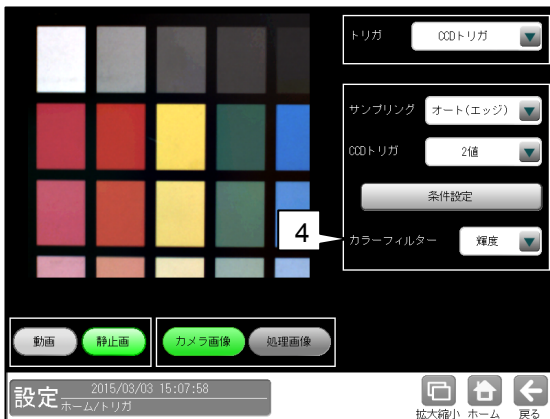 トリガ CCDトリガ
サンプリング オート(エッジ)
CCDトリガ 2値
条件設定
4
カラーフィルター 輝度
動画 静止画 カメラ画像 処理画像
設定 2015/03/03 15:07:58
ホーム/トリガ
拡大縮小 ホーム 戻る